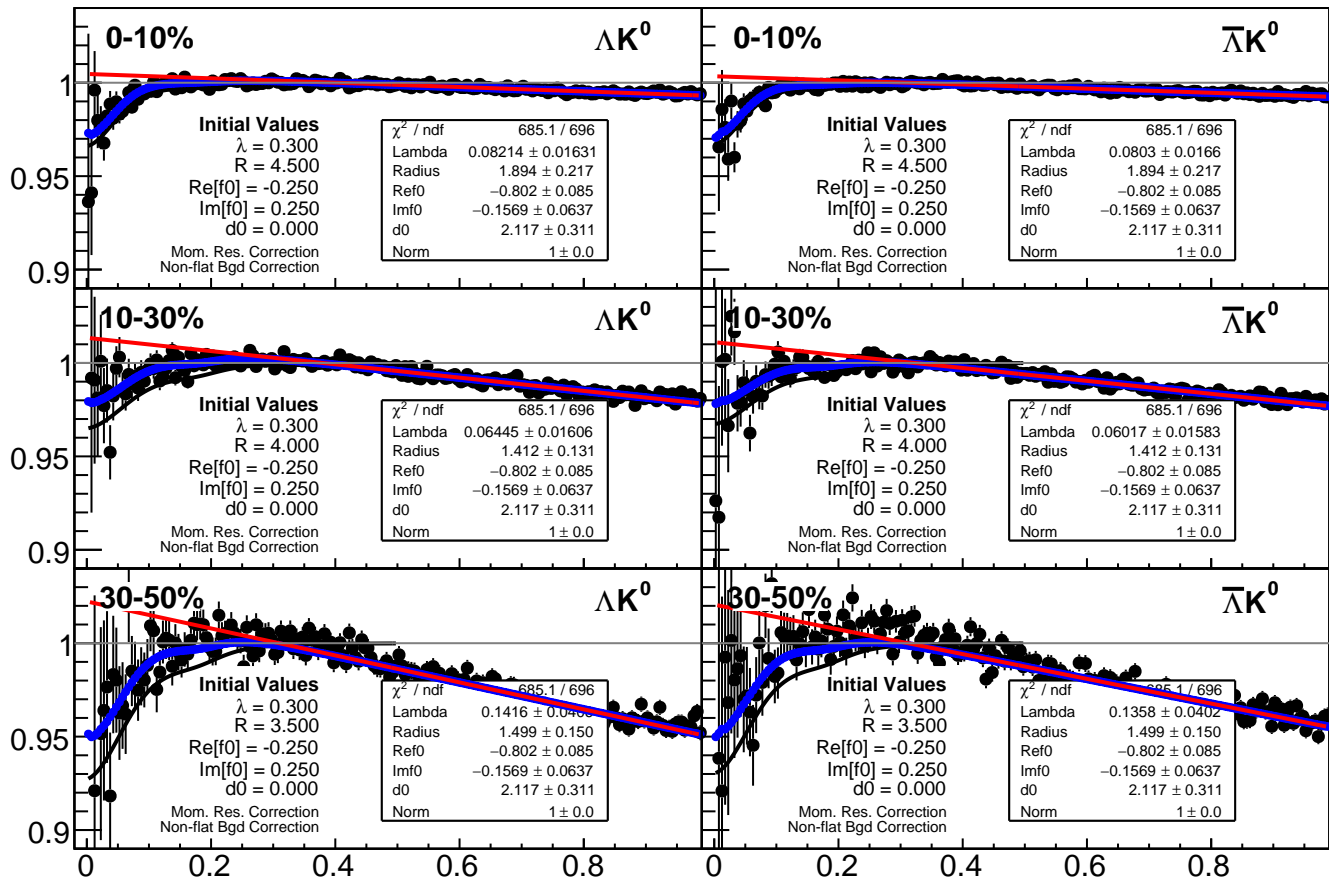 0-10%
ΛK⁰
1
0.95
0.9
Initial Values
λ = 0.300
R = 4.500
Re[f0] = -0.250
Im[f0] = 0.250
d0 = 0.000
Mom. Res. Correction
Non-flat Bgd Correction
χ² / ndf 685.1 / 696
Lambda 0.08214 ± 0.01631
Radius 1.894 ± 0.217
Ref0 −0.802 ± 0.085
Imf0 −0.1569 ± 0.0637
d0 2.117 ± 0.311
Norm 1 ± 0.0
0-10%
Λ̅K⁰
Initial Values
λ = 0.300
R = 4.500
Re[f0] = -0.250
Im[f0] = 0.250
d0 = 0.000
Mom. Res. Correction
Non-flat Bgd Correction
χ² / ndf 685.1 / 696
Lambda 0.0803 ± 0.0166
Radius 1.894 ± 0.217
Ref0 −0.802 ± 0.085
Imf0 −0.1569 ± 0.0637
d0 2.117 ± 0.311
Norm 1 ± 0.0
10-30%
ΛK⁰
1
0.95
0.9
Initial Values
λ = 0.300
R = 4.000
Re[f0] = -0.250
Im[f0] = 0.250
d0 = 0.000
Mom. Res. Correction
Non-flat Bgd Correction
χ² / ndf 685.1 / 696
Lambda 0.06445 ± 0.01606
Radius 1.412 ± 0.131
Ref0 −0.802 ± 0.085
Imf0 −0.1569 ± 0.0637
d0 2.117 ± 0.311
Norm 1 ± 0.0
10-30%
Λ̅K⁰
Initial Values
λ = 0.300
R = 4.000
Re[f0] = -0.250
Im[f0] = 0.250
d0 = 0.000
Mom. Res. Correction
Non-flat Bgd Correction
χ² / ndf 685.1 / 696
Lambda 0.06017 ± 0.01583
Radius 1.412 ± 0.131
Ref0 −0.802 ± 0.085
Imf0 −0.1569 ± 0.0637
d0 2.117 ± 0.311
Norm 1 ± 0.0
30-50%
ΛK⁰
1
0.95
0.9
Initial Values
λ = 0.300
R = 3.500
Re[f0] = -0.250
Im[f0] = 0.250
d0 = 0.000
Mom. Res. Correction
Non-flat Bgd Correction
χ² / ndf 685.1 / 696
Lambda 0.1416 ±
Radius 1.499 ± 0.150
Ref0 −0.802 ± 0.085
Imf0 −0.1569 ± 0.0637
d0 2.117 ± 0.311
Norm 1 ± 0.0
30-50%
Λ̅K⁰
Initial Values
λ = 0.300
R = 3.500
Re[f0] = -0.250
Im[f0] = 0.250
d0 = 0.000
Mom. Res. Correction
Non-flat Bgd Correction
χ² / ndf 685.1 / 696
Lambda 0.1358 ± 0.0402
Radius 1.499 ± 0.150
Ref0 −0.802 ± 0.085
Imf0 −0.1569 ± 0.0637
d0 2.117 ± 0.311
Norm 1 ± 0.0
0 0.2 0.4 0.6 0.8 0 0.2 0.4 0.6 0.8